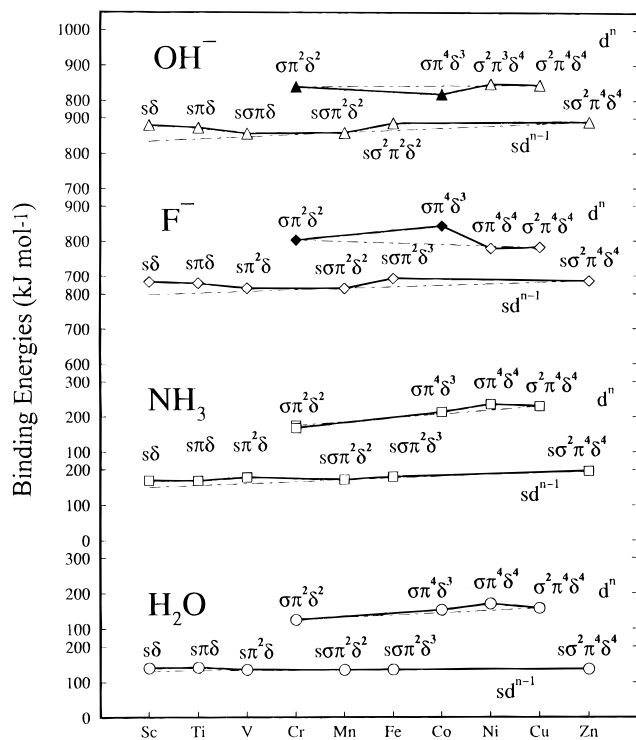 Binding Energies (kJ mol-1)
1000
900
800
900
800
700
900
800
700
800
700
600
300
200
100
200
100
0
300
200
100
200
100
0
OH⁻
σπ²δ²
σπ⁴δ³
σ²π³δ⁴
σ²π⁴δ⁴
dⁿ
sδ
sπδ
sσπδ
sσπ²δ²
sσ²π²δ²
sσ²π⁴δ⁴
sdⁿ⁻¹
F⁻
σπ²δ²
σπ⁴δ³
σπ⁴δ⁴
σ²π⁴δ⁴
dⁿ
sδ
sπδ
sπ²δ
sσπ²δ²
sσπ²δ³
sσ²π⁴δ⁴
sdⁿ⁻¹
NH₃
σπ²δ²
σπ⁴δ³
σπ⁴δ⁴
σ²π⁴δ⁴
dⁿ
sδ
sπδ
sπ²δ
sσπ²δ²
sσπ²δ³
sσ²π⁴δ⁴
sdⁿ⁻¹
H₂O
σπ²δ²
σπ⁴δ³
σπ⁴δ⁴
σ²π⁴δ⁴
dⁿ
sδ
sπδ
sπ²δ
sσπ²δ²
sσπ²δ³
sσ²π⁴δ⁴
sdⁿ⁻¹
Sc Ti V Cr Mn Fe Co Ni Cu Zn